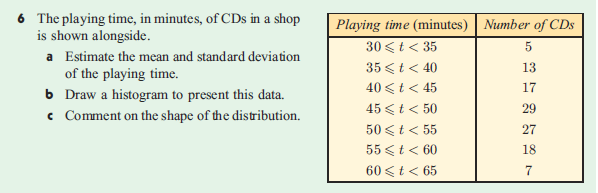 6 The playing time, in minutes, of CDs in a shop
is shown alongside.
a Estimate the mean and standard deviation
of the playing time.
b Draw a histogram to present this data.
c Comment on the shape of the distribution.
Playing time (minutes) Number of CDs
30 ⩽ t < 35 5
35 ⩽ t < 40 13
40 ⩽ t < 45 17
45 ⩽ t < 50 29
50 ⩽ t < 55 27
55 ⩽ t < 60 18
60 ⩽ t < 65 7